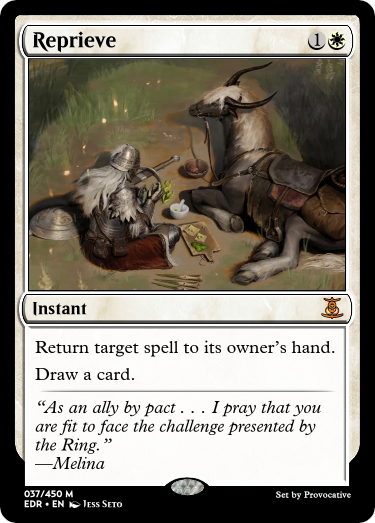 Reprieve 1
Instant
Return target spell to its owner's hand.
Draw a card.
“As an ally by pact . . . I pray that you
are fit to face the challenge presented by
the Ring.”
—Melina
037/450 M
EDR • EN Jess Seto
Set by Provocative